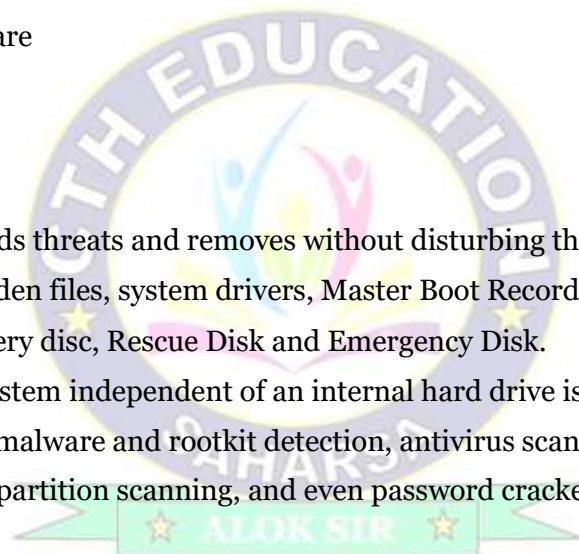 are
CTH EDUCATION
ds threats and removes without disturbing th
den files, system drivers, Master Boot Record
ery disc, Rescue Disk and Emergency Disk.
stem independent of an internal hard drive is
malware and rootkit detection, antivirus scan
partition scanning, and even password cracke
SAHARSA
ALOK SIR